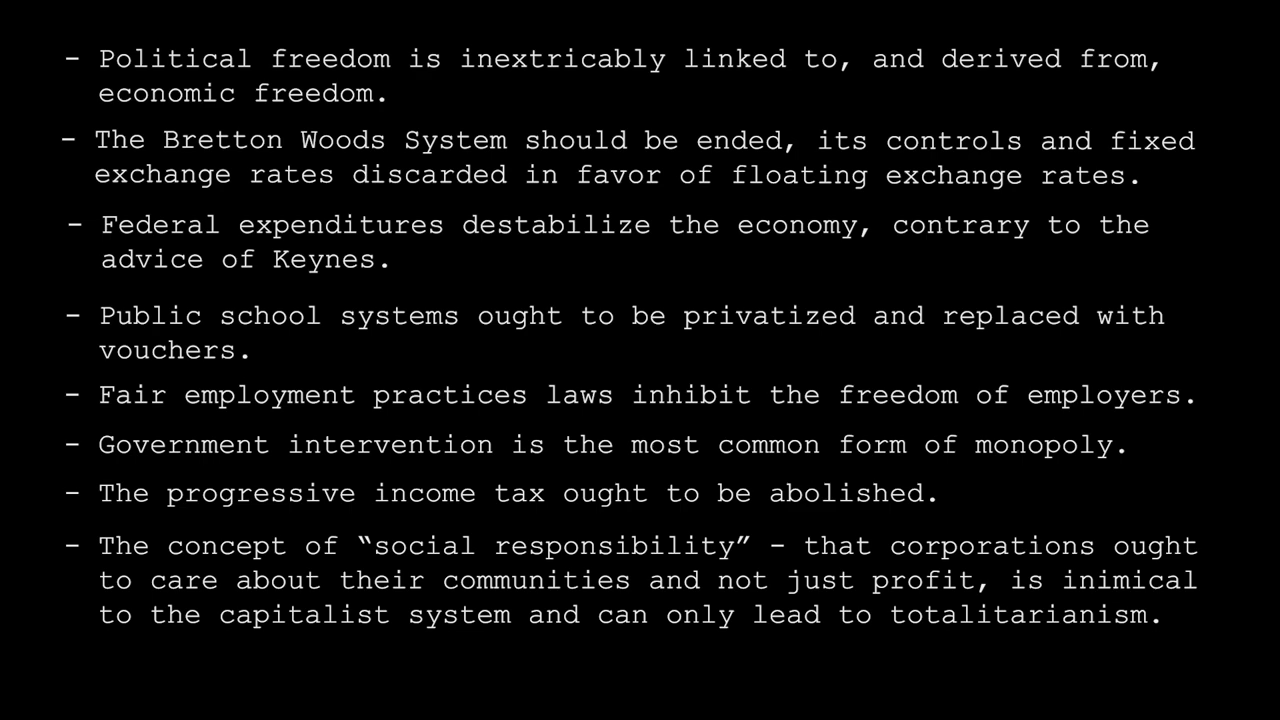 - Political freedom is inextricably linked to, and derived from,
economic freedom.
- The Bretton Woods System should be ended, its controls and fixed
exchange rates discarded in favor of floating exchange rates.
- Federal expenditures destabilize the economy, contrary to the
advice of Keynes.
- Public school systems ought to be privatized and replaced with
vouchers.
- Fair employment practices laws inhibit the freedom of employers.
- Government intervention is the most common form of monopoly.
- The progressive income tax ought to be abolished.
- The concept of “social responsibility” - that corporations ought
to care about their communities and not just profit, is inimical
to the capitalist system and can only lead to totalitarianism.